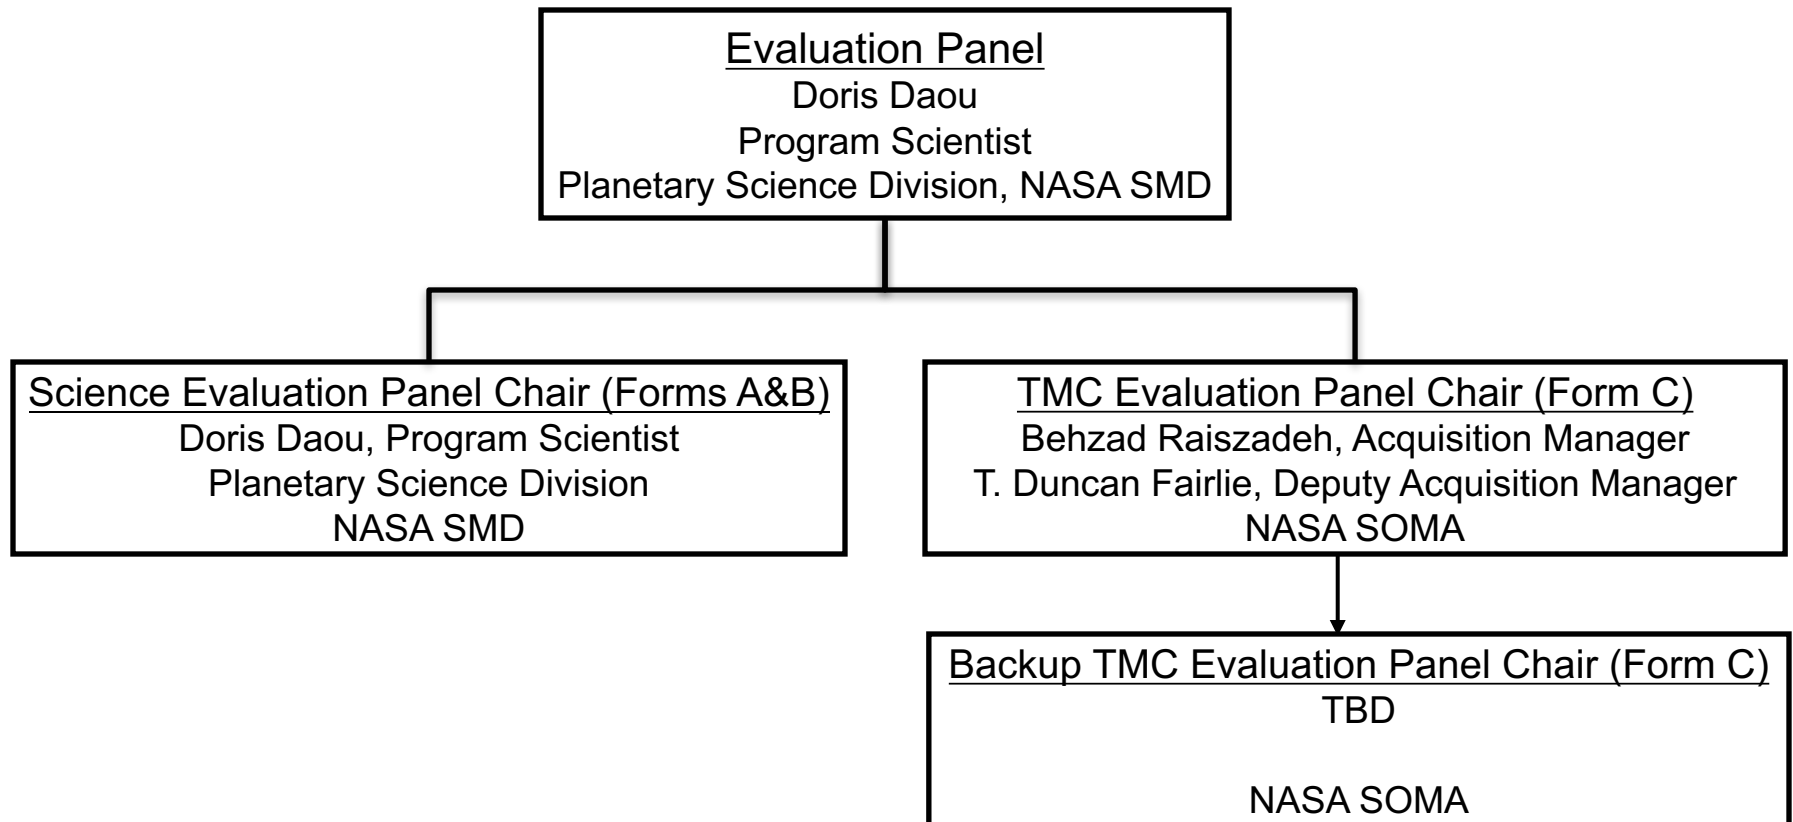 Evaluation Panel
Doris Daou
Program Scientist
Planetary Science Division, NASA SMD
Science Evaluation Panel Chair (Forms A&B)
Doris Daou, Program Scientist
Planetary Science Division
NASA SMD
TMC Evaluation Panel Chair (Form C)
Behzad Raiszadeh, Acquisition Manager
T. Duncan Fairlie, Deputy Acquisition Manager
NASA SOMA
Backup TMC Evaluation Panel Chair (Form C)
TBD
NASA SOMA